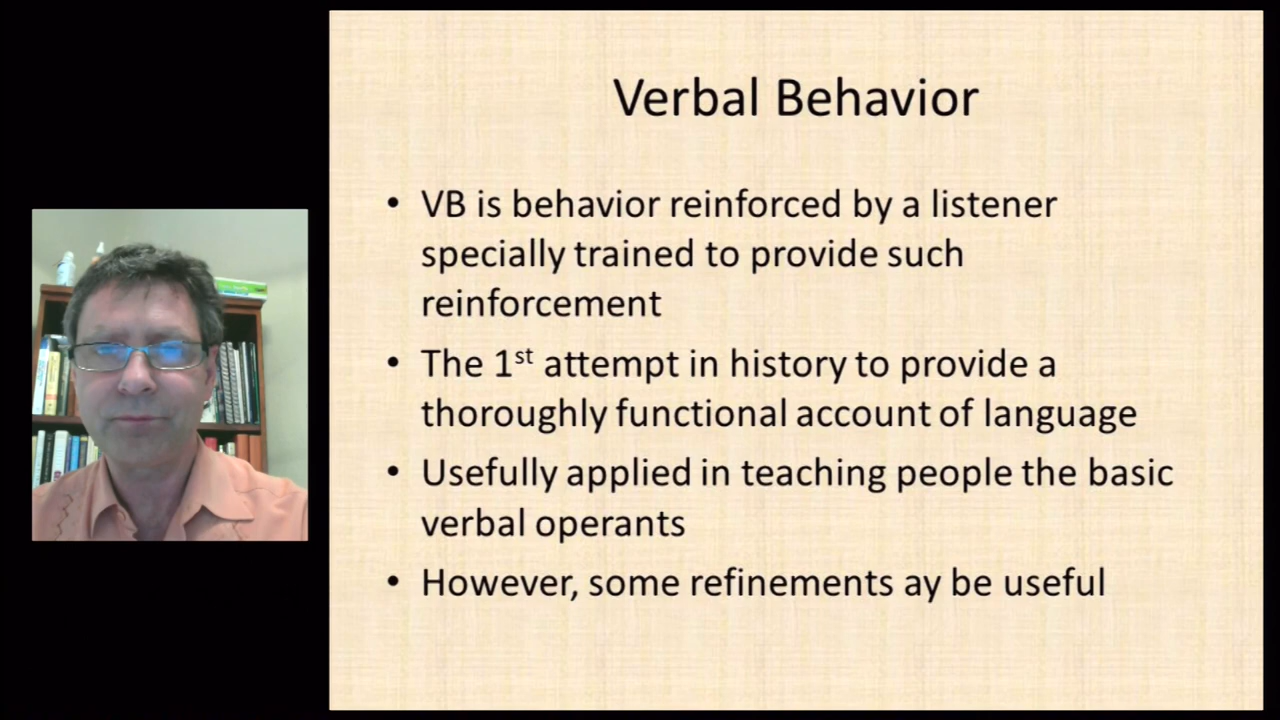 Verbal Behavior
• VB is behavior reinforced by a listener
specially trained to provide such
reinforcement
• The 1st attempt in history to provide a
thoroughly functional account of language
• Usefully applied in teaching people the basic
verbal operants
• However, some refinements ay be useful